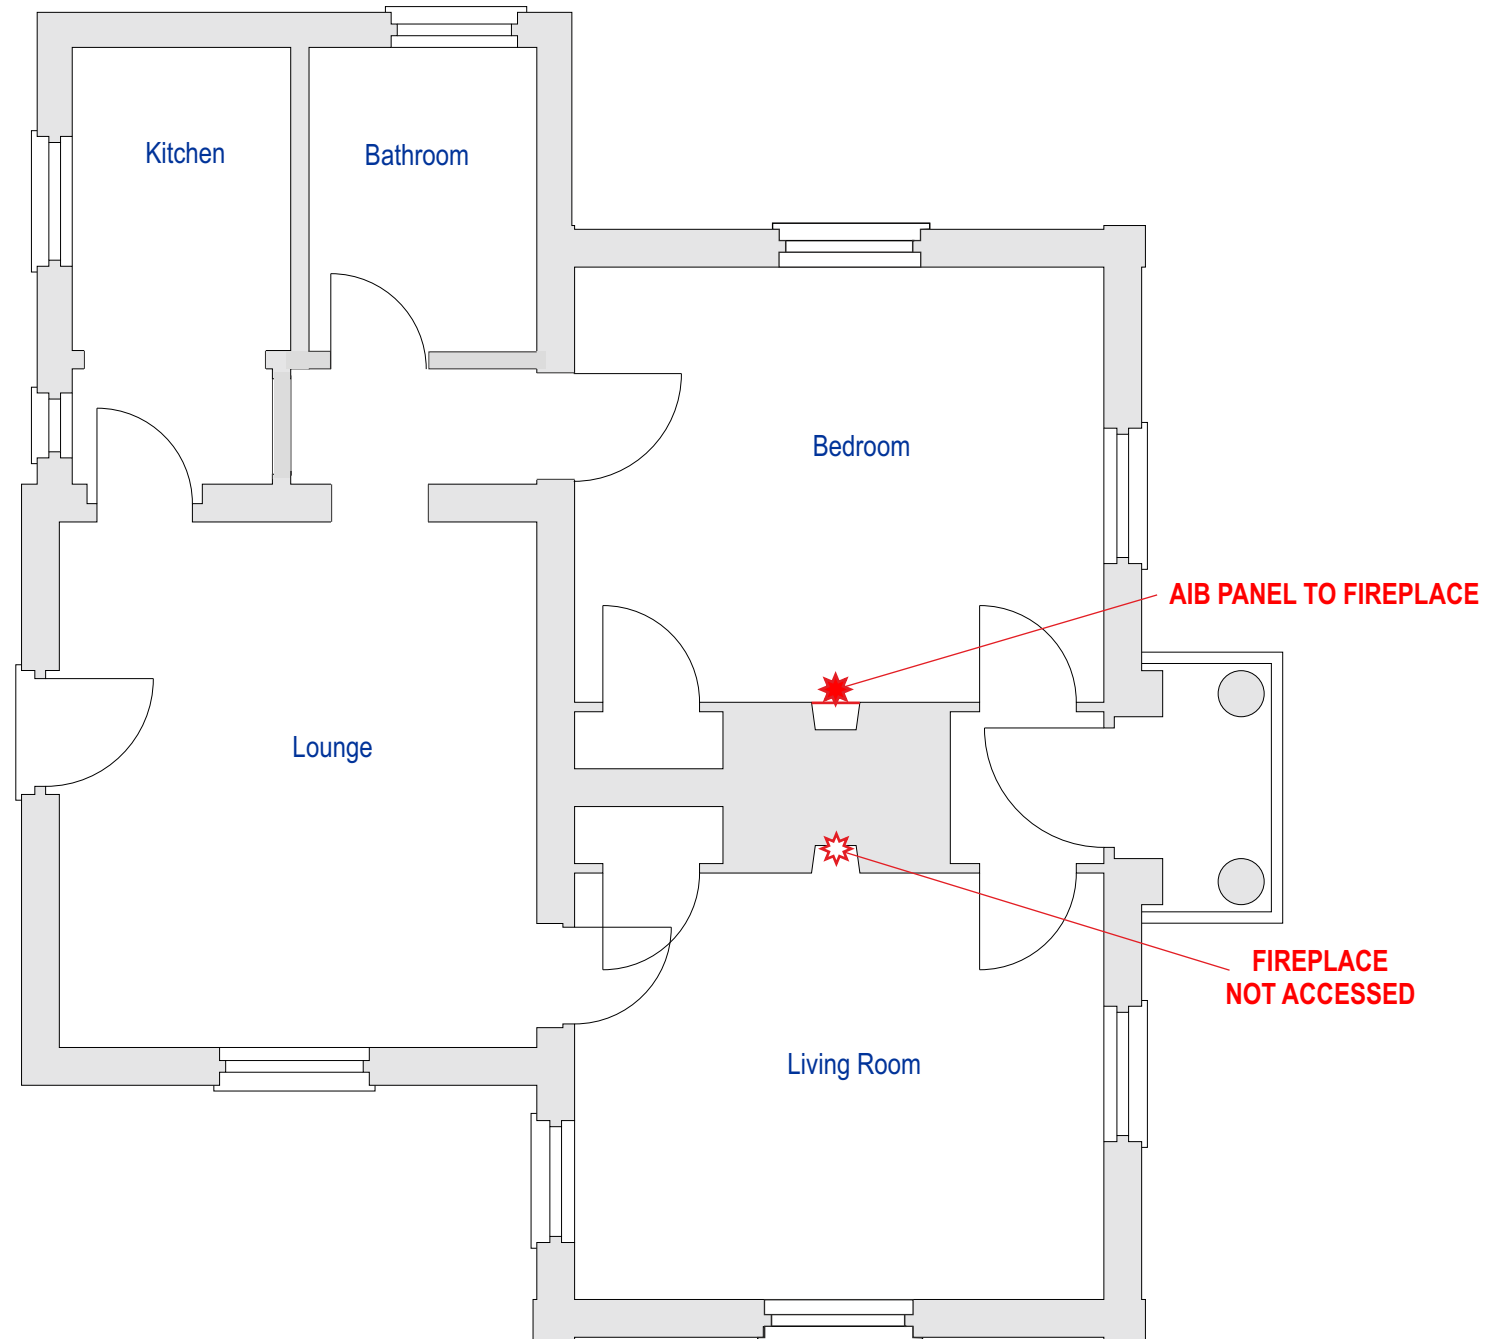 Kitchen
Bathroom
Bedroom
AIB PANEL TO FIREPLACE
Lounge
FIREPLACE
NOT ACCESSED
Living Room